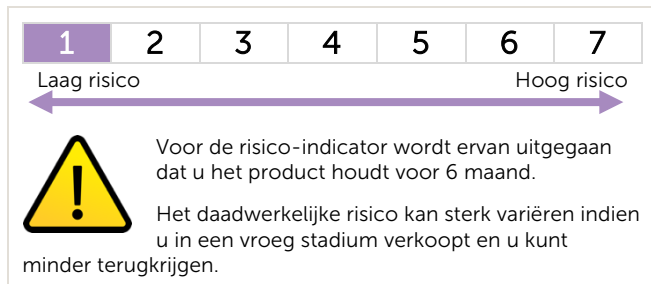 1 2 3 4 5 6 7
Laag risico Hoog risico
Voor de risico-indicator wordt ervan uitgegaan
dat u het product houdt voor 6 maand.
Het daadwerkelijke risico kan sterk variëren indien
u in een vroeg stadium verkoopt en u kunt
minder terugkrijgen.